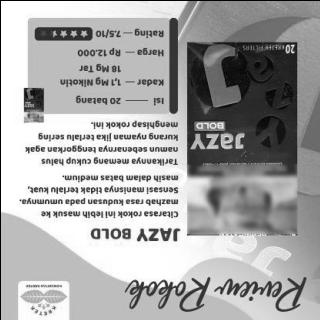 Review Rokok
KRETEK
JAZY BOLD
Citarasa rokok ini lebih masuk ke
mazhab rasa kudusan pada umumnya.
Sensasi manisnya tidak terlalu kuat,
masih dalam batas medium.
Tarikannya memang cukup halus
namun sebenarnya tenggorokan agak
kurang nyaman jika terlalu sering
menghisap rokok ini.
Isi — 20 batang
Kadar — 1,1 Mg Nikotin
18 Mg Tar
Harga — Rp 12.000
Rating — 7,5/10
JAZY
BOLD
20 KRETEK FILTERS